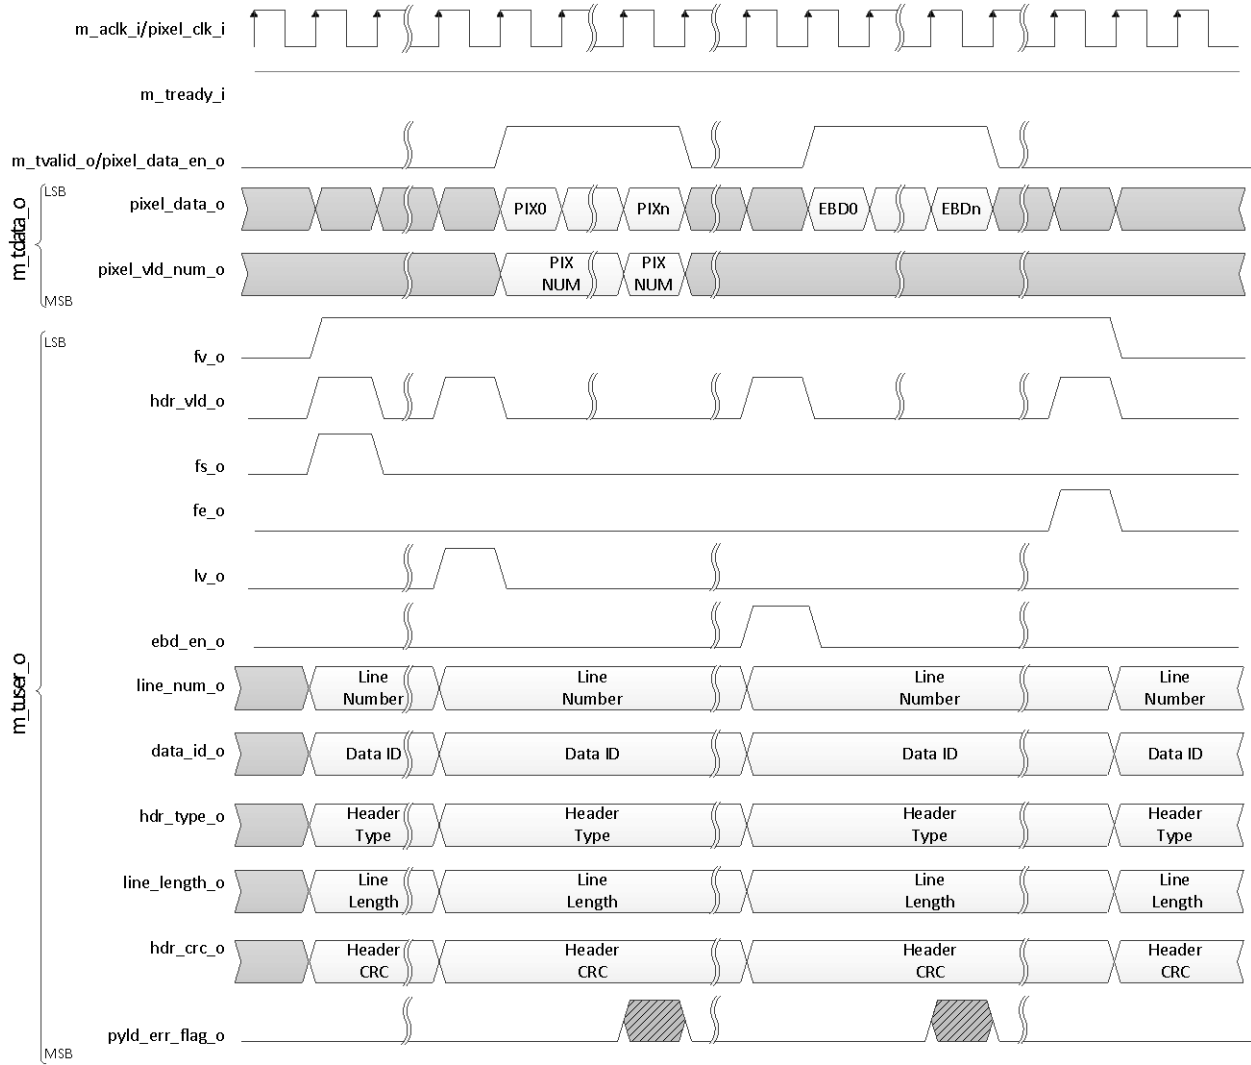 m_aclk_i/pixel_clk_i
m_tready_i
m_tvalid_o/pixel_data_en_o
m_tdata_o
LSB
pixel_data_o
PIX0
PIXn
EBD0
EBDn
pixel_vld_num_o
PIX
NUM
PIX
NUM
MSB
m_tuser_o
LSB
fv_o
hdr_vld_o
fs_o
fe_o
lv_o
ebd_en_o
line_num_o
Line
Number
Line
Number
Line
Number
Line
Number
data_id_o
Data ID
Data ID
Data ID
Data ID
hdr_type_o
Header
Type
Header
Type
Header
Type
Header
Type
line_length_o
Line
Length
Line
Length
Line
Length
Line
Length
hdr_crc_o
Header
CRC
Header
CRC
Header
CRC
Header
CRC
pyld_err_flag_o
MSB